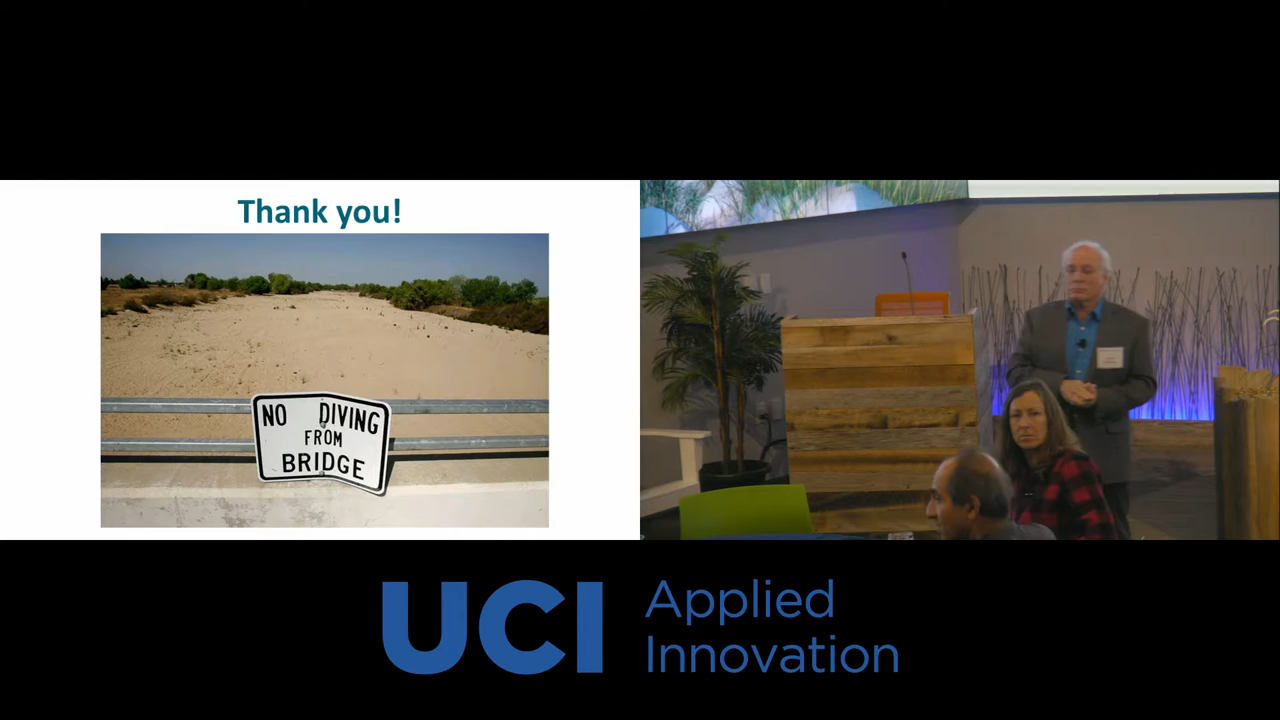 Thank you!
NO DIVING
FROM
BRIDGE
UCI
Applied
Innovation